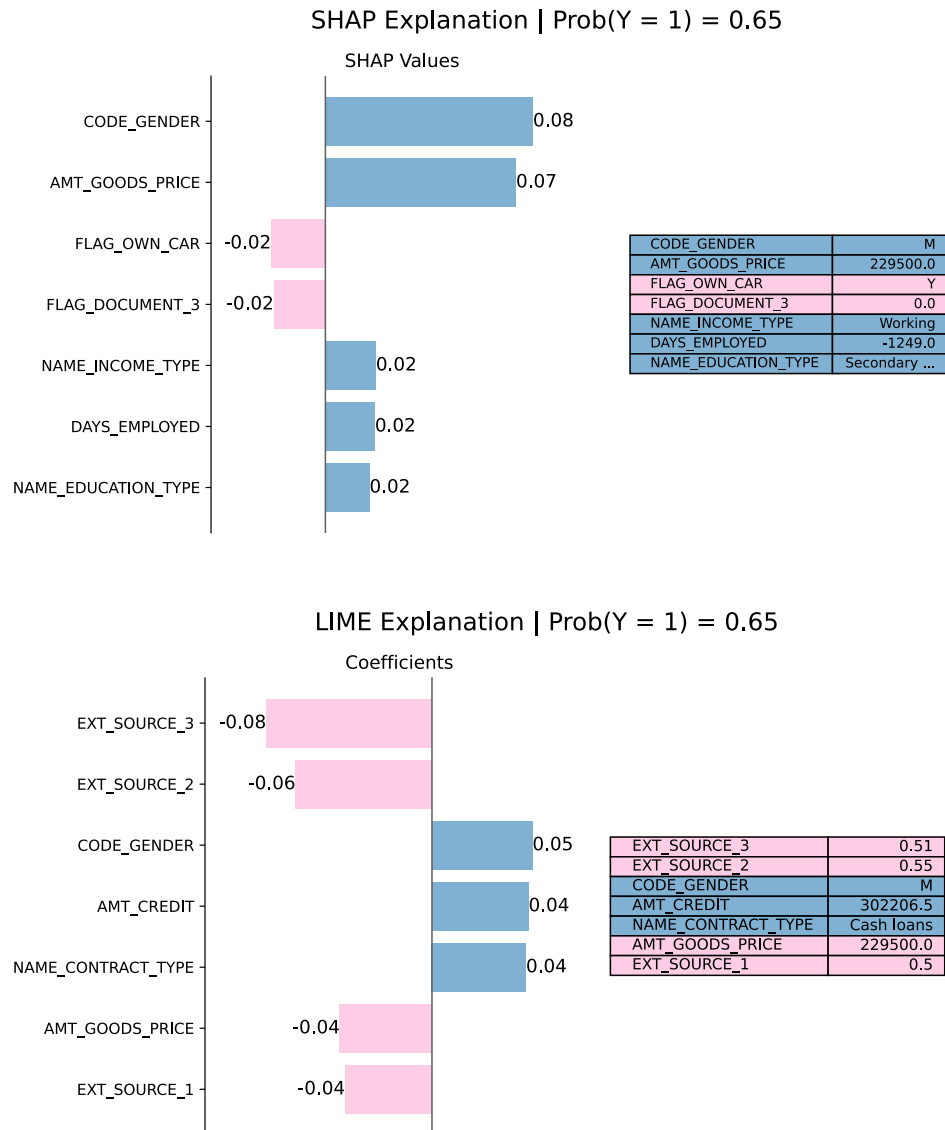 SHAP Explanation | Prob(Y = 1) = 0.65
SHAP Values
CODE_GENDER 0.08
AMT_GOODS_PRICE 0.07
FLAG_OWN_CAR -0.02
FLAG_DOCUMENT_3 -0.02
NAME_INCOME_TYPE 0.02
DAYS_EMPLOYED 0.02
NAME_EDUCATION_TYPE 0.02
CODE_GENDER M
AMT_GOODS_PRICE 229500.0
FLAG_OWN_CAR Y
FLAG_DOCUMENT_3 0.0
NAME_INCOME_TYPE Working
DAYS_EMPLOYED -1249.0
NAME_EDUCATION_TYPE Secondary ...
LIME Explanation | Prob(Y = 1) = 0.65
Coefficients
EXT_SOURCE_3 -0.08
EXT_SOURCE_2 -0.06
CODE_GENDER 0.05
AMT_CREDIT 0.04
NAME_CONTRACT_TYPE 0.04
AMT_GOODS_PRICE -0.04
EXT_SOURCE_1 -0.04
EXT_SOURCE_3 0.51
EXT_SOURCE_2 0.55
CODE_GENDER M
AMT_CREDIT 302206.5
NAME_CONTRACT_TYPE Cash loans
AMT_GOODS_PRICE 229500.0
EXT_SOURCE_1 0.5